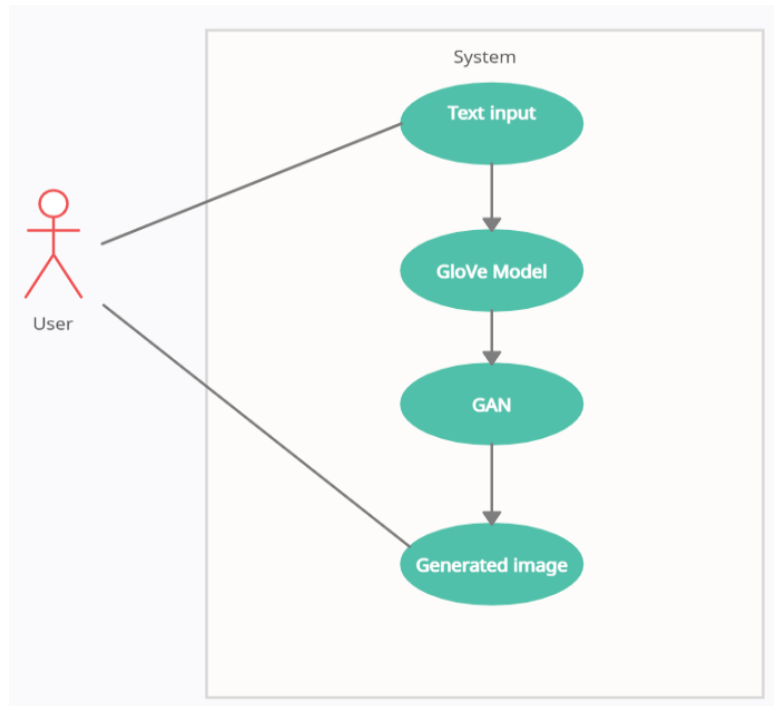 System
Text input
GloVe Model
User
GAN
Generated image